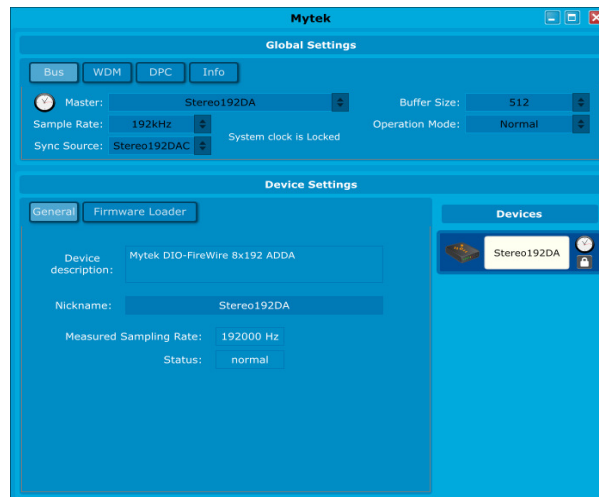 Mytek
Global Settings
Bus WDM DPC Info
Master: Stereo192DA Buffer Size: 512
Sample Rate: 192kHz Operation Mode: Normal
System clock is Locked
Sync Source: Stereo192DAC
Device Settings
General Firmware Loader Devices
Device description: Mytek DIO-FireWire 8x192 ADDA
Stereo192DA
Nickname: Stereo192DA
Measured Sampling Rate: 192000 Hz
Status: normal